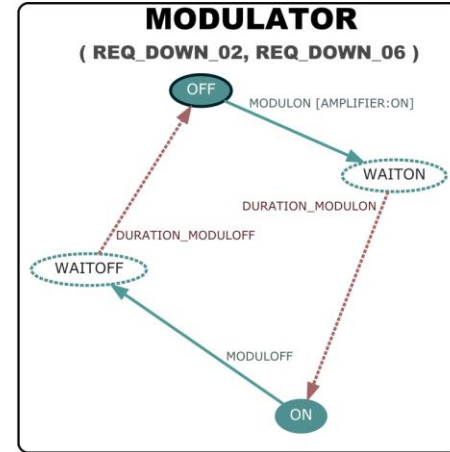 MODULATOR
( REQ_DOWN_02, REQ_DOWN_06 )
OFF
MODULON [AMPLIFIER:ON]
WAITON
DURATION_MODULON
DURATION_MODULOFF
WAITOFF
MODULOFF
ON